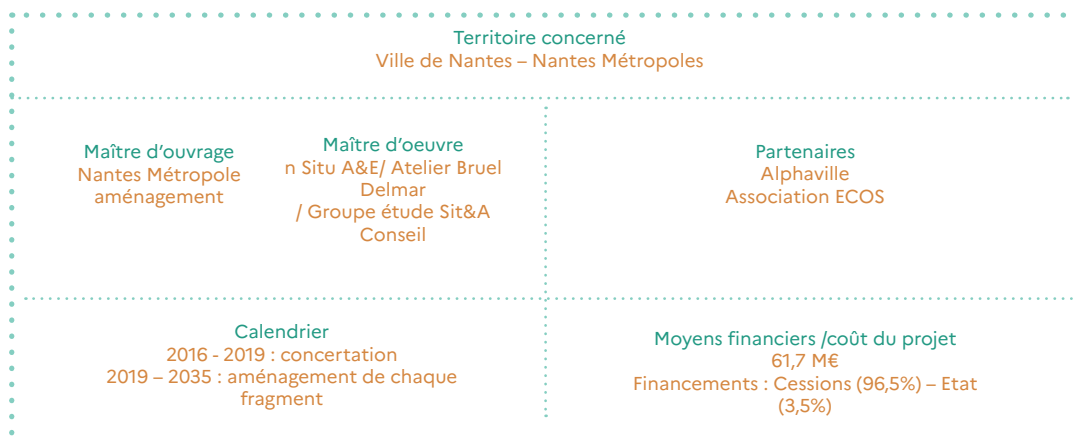 Territoire concerné
Ville de Nantes – Nantes Métropoles
Maître d'ouvrage
Nantes Métropole
aménagement
Maître d'oeuvre
n Situ A&E/ Atelier Bruel
Delmar
/ Groupe étude Sit&A
Conseil
Partenaires
Alphaville
Association ECOS
Calendrier
2016 - 2019 : concertation
2019 – 2035 : aménagement de chaque
fragment
Moyens financiers /coût du projet
61,7 M€
Financements : Cessions (96,5%) – Etat
(3,5%)